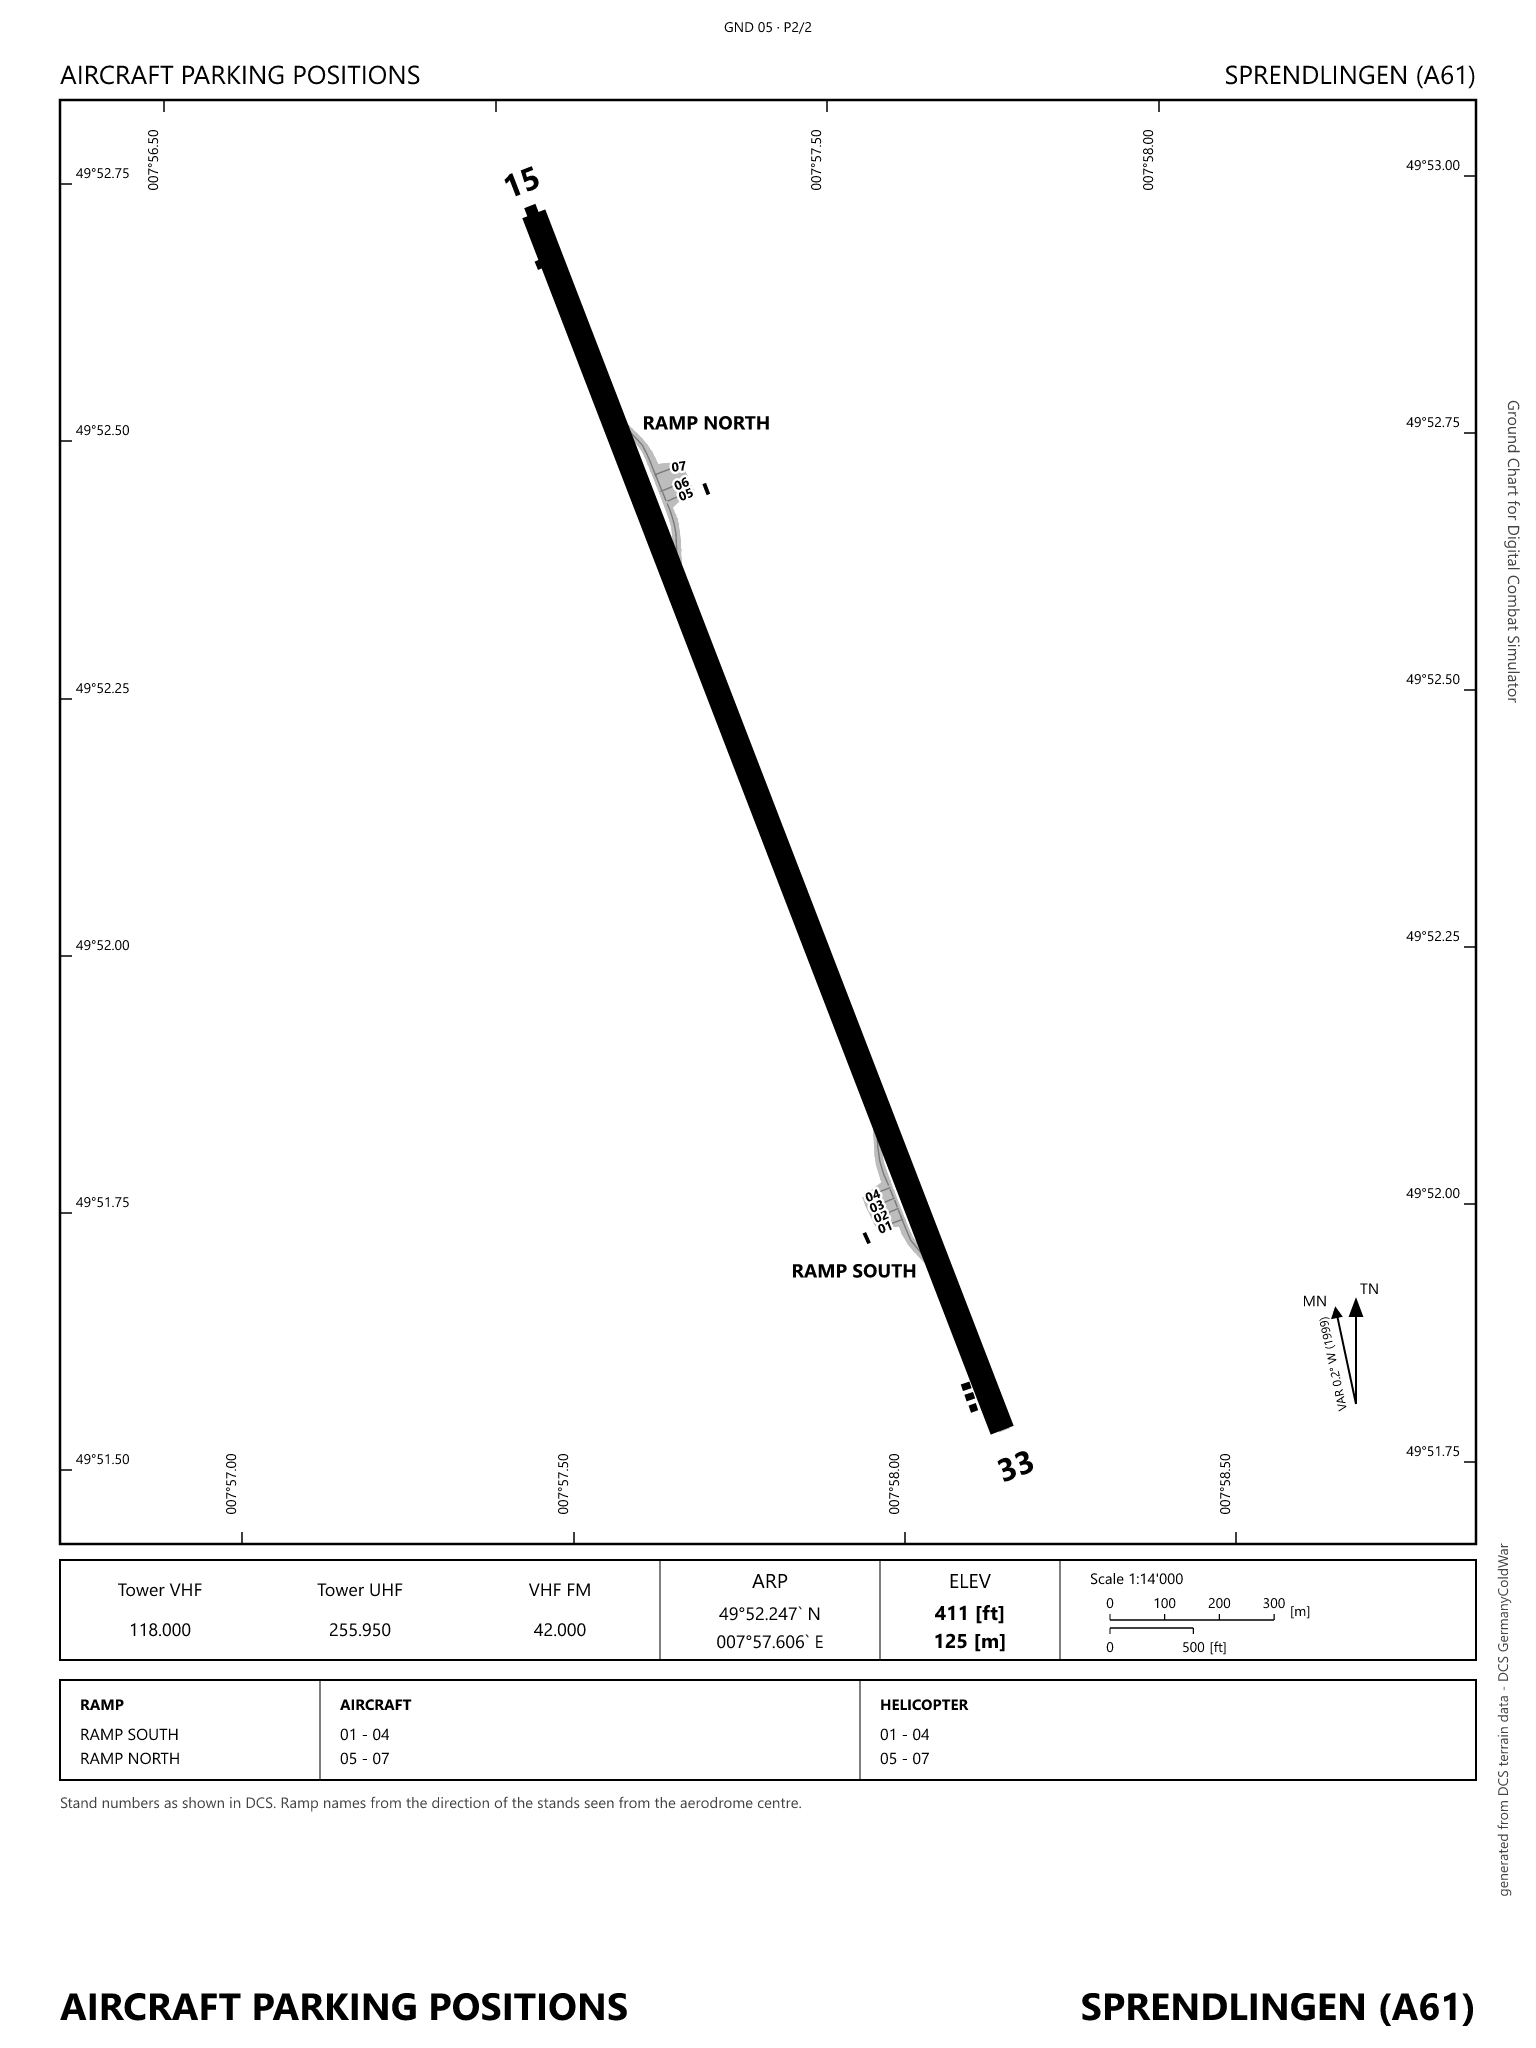 GND 05 · P2/2
AIRCRAFT PARKING POSITIONS
SPRENDLINGEN (A61)
007°56.50
007°57.50
007°58.00
49°52.75
49°53.00
15
RAMP NORTH
49°52.50
49°52.75
07
06
05
49°52.25
49°52.50
49°52.00
49°52.25
49°51.75
49°52.00
04
03
02
01
RAMP SOUTH
MN
TN
VAR 0.2° W (1999)
49°51.50
49°51.75
33
007°57.00
007°57.50
007°58.00
007°58.50
Ground Chart for Digital Combat Simulator
Tower VHF
118.000
Tower UHF
255.950
VHF FM
42.000
ARP
49°52.247` N
007°57.606` E
ELEV
411 [ft]
125 [m]
Scale 1:14'000
0 100 200 300 [m]
0 500 [ft]
RAMP AIRCRAFT HELICOPTER
RAMP SOUTH 01 - 04 01 - 04
RAMP NORTH 05 - 07 05 - 07
Stand numbers as shown in DCS. Ramp names from the direction of the stands seen from the aerodrome centre.
generated from DCS terrain data - DCS GermanyColdWar
AIRCRAFT PARKING POSITIONS
SPRENDLINGEN (A61)